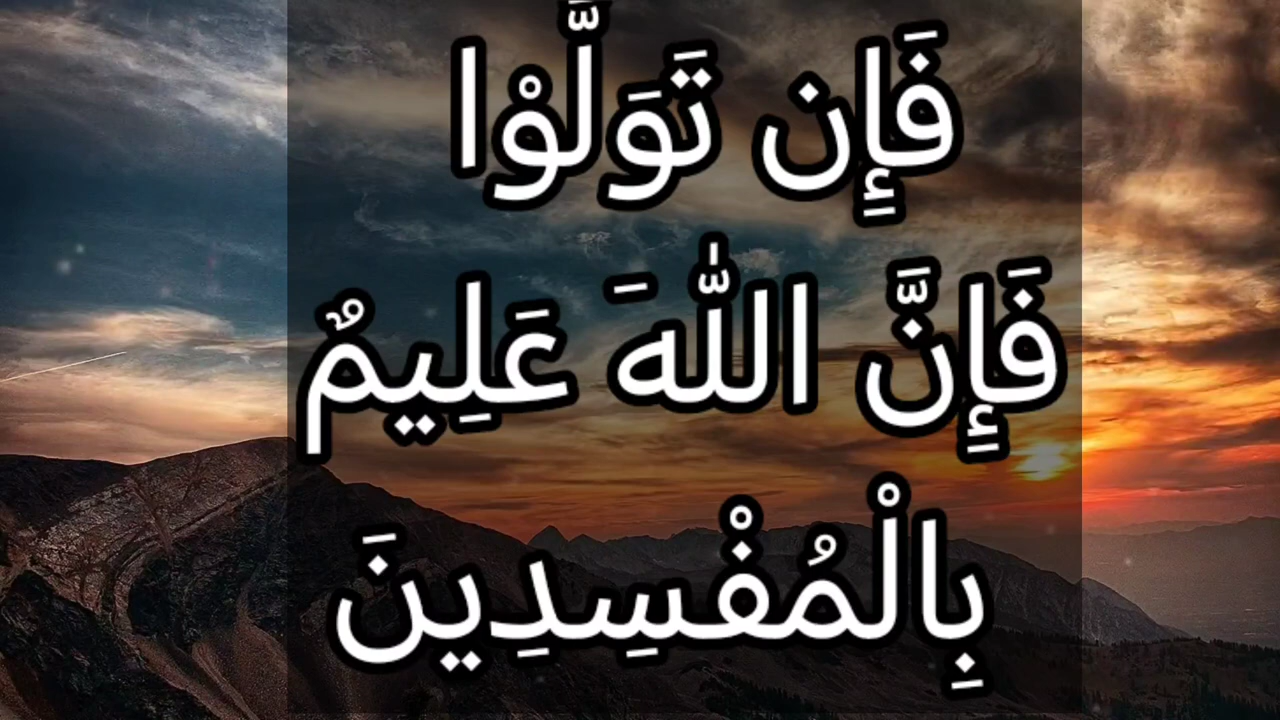 فَإِن تَوَلَّوْا
فَإِنَّ اللّٰهَ عَلِيمٌ
بِالْمُفْسِدِينَ